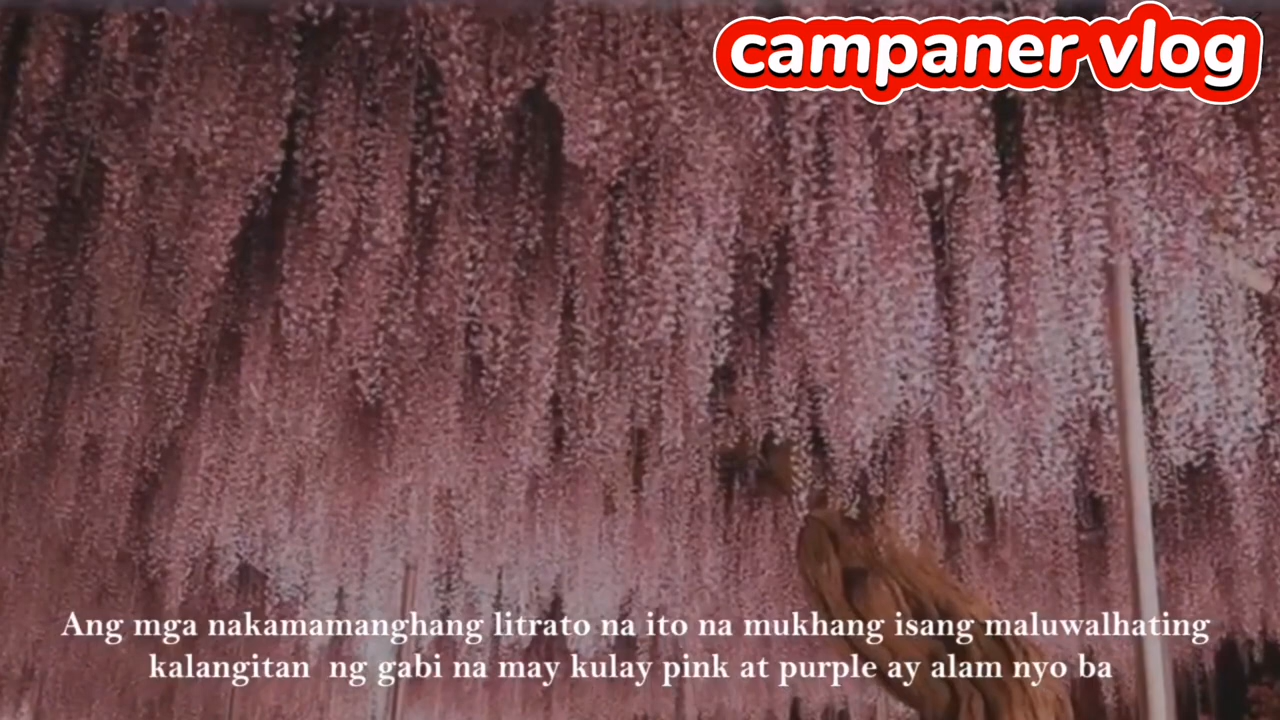 campaner vlog
Ang mga nakamamanghang litrato na ito na mukhang isang maluwalhating
kalangitan ng gabi na may kulay pink at purple ay alam nyo ba